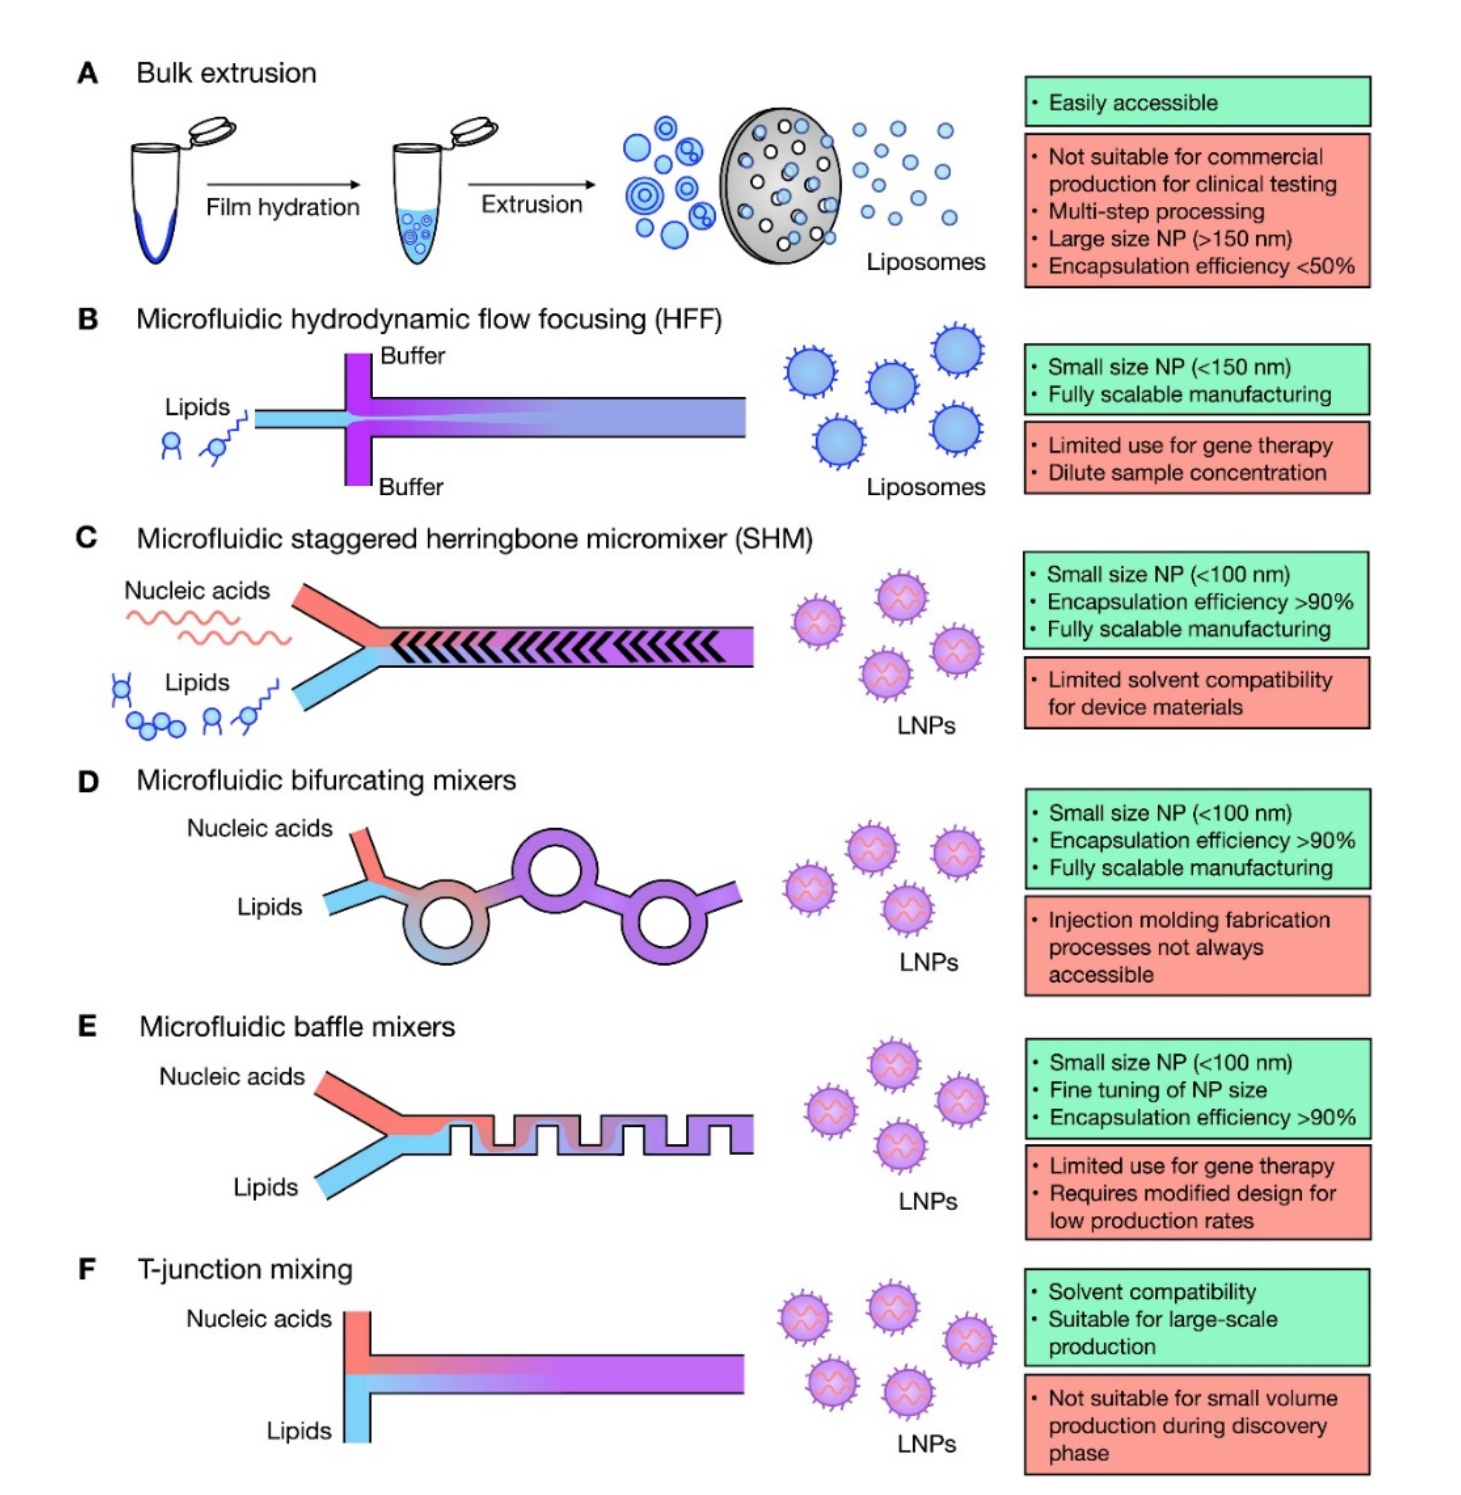 A Bulk extrusion
Film hydration
Extrusion
Liposomes
• Easily accessible
• Not suitable for commercial
production for clinical testing
• Multi-step processing
• Large size NP (>150 nm)
• Encapsulation efficiency <50%
B Microfluidic hydrodynamic flow focusing (HFF)
Buffer
Lipids
Buffer
Liposomes
• Small size NP (<150 nm)
• Fully scalable manufacturing
• Limited use for gene therapy
• Dilute sample concentration
C Microfluidic staggered herringbone micromixer (SHM)
Nucleic acids
Lipids
LNPs
• Small size NP (<100 nm)
• Encapsulation efficiency >90%
• Fully scalable manufacturing
• Limited solvent compatibility
for device materials
D Microfluidic bifurcating mixers
Nucleic acids
Lipids
LNPs
• Small size NP (<100 nm)
• Encapsulation efficiency >90%
• Fully scalable manufacturing
• Injection molding fabrication
processes not always
accessible
E Microfluidic baffle mixers
Nucleic acids
Lipids
LNPs
• Small size NP (<100 nm)
• Fine tuning of NP size
• Encapsulation efficiency >90%
• Limited use for gene therapy
• Requires modified design for
low production rates
F T-junction mixing
Nucleic acids
Lipids
LNPs
• Solvent compatibility
• Suitable for large-scale
production
• Not suitable for small volume
production during discovery
phase